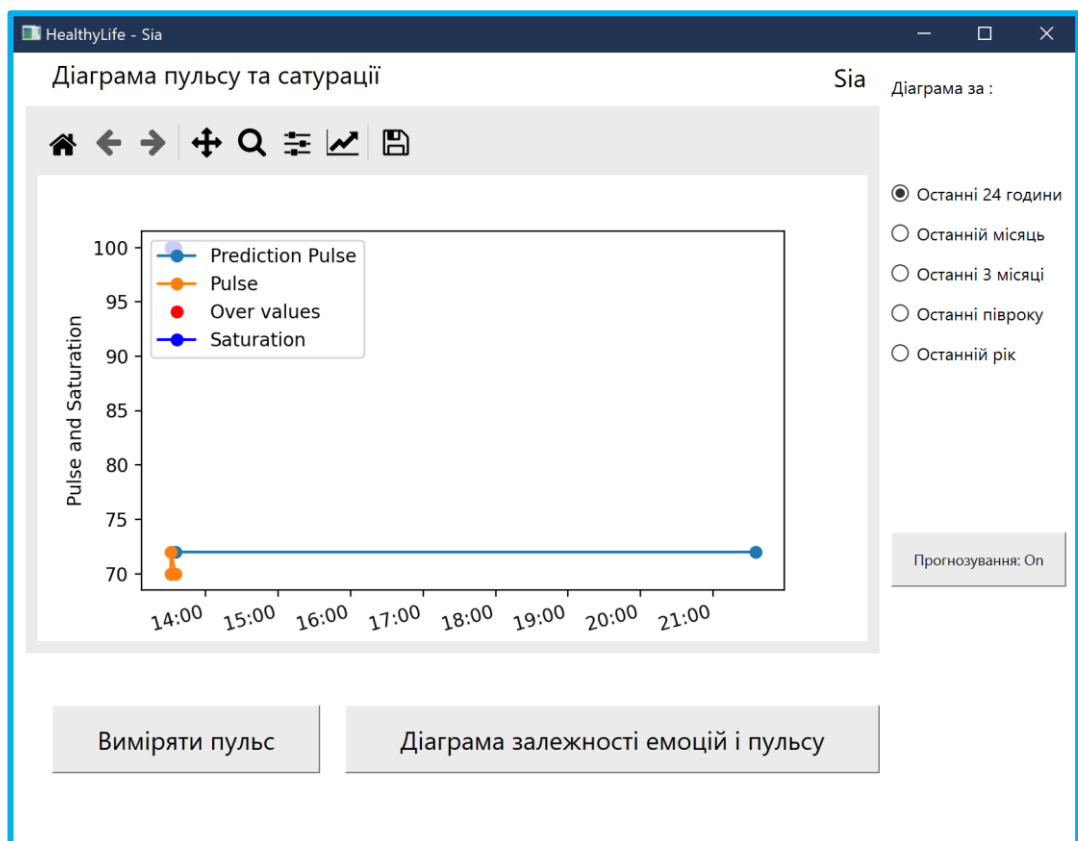 HealthyLife - Sia
Діаграма пульсу та сатурації
Sia
Діаграма за :
Останні 24 години
Останній місяць
Останні 3 місяці
Останні півроку
Останній рік
Прогнозування: On
Pulse and Saturation
100
95
90
85
80
75
70
Prediction Pulse
Pulse
Over values
Saturation
14:00 15:00 16:00 17:00 18:00 19:00 20:00 21:00
Виміряти пульс
Діаграма залежності емоцій і пульсу